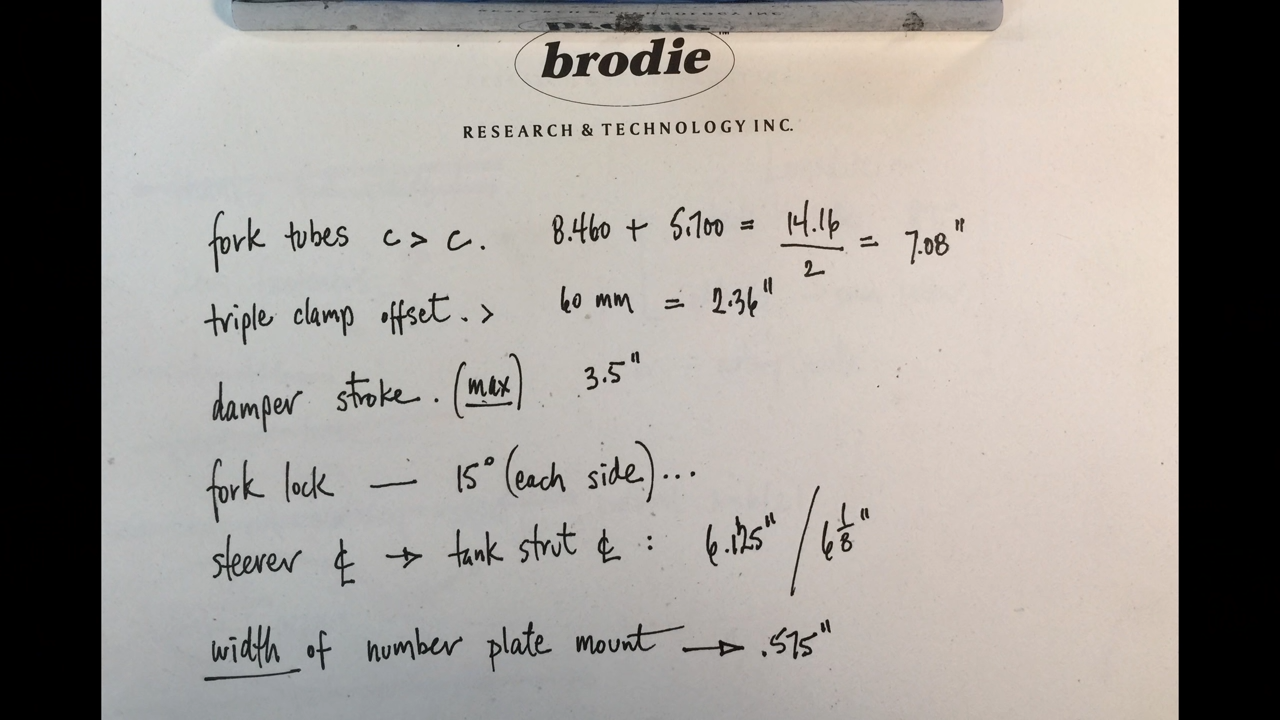 brodie™
RESEARCH & TECHNOLOGY INC.
fork tubes c > c. 8.460 + 5.700 = 14.16/2 = 7.08"
triple clamp offset. > 60 mm = 2.36"
damper stroke. (max) 3.5"
fork lock — 15° (each side)...
steerer ℄ → tank strut ℄ : 6.125" / 6 1/8"
width of number plate mount → .575"